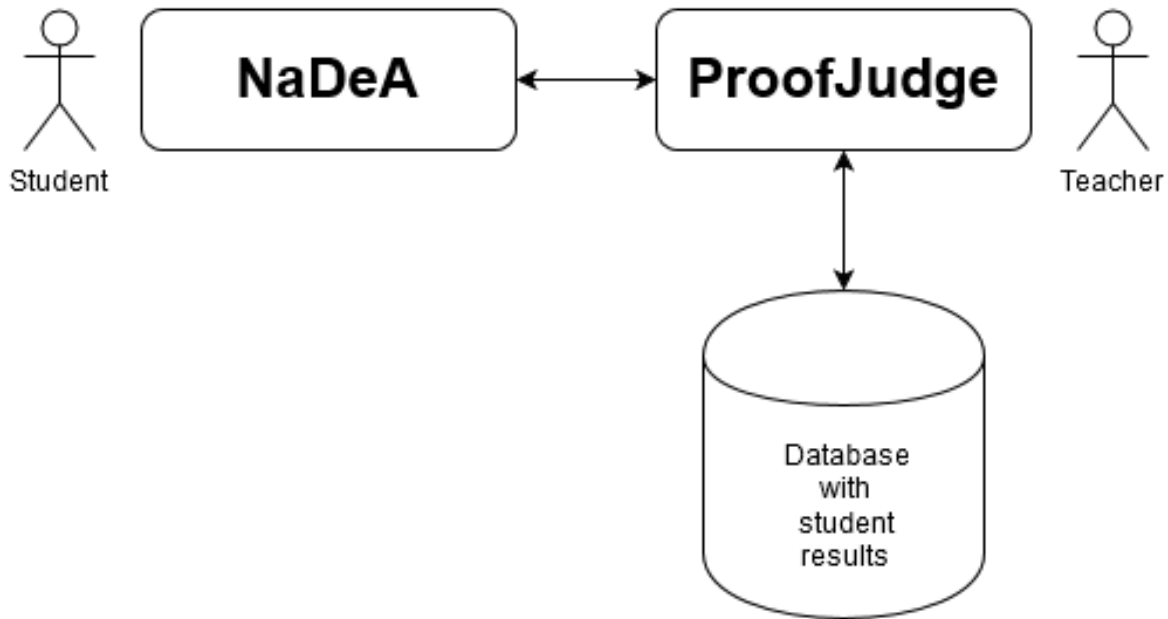 NaDeA
ProofJudge
Student
Teacher
Database
with
student
results